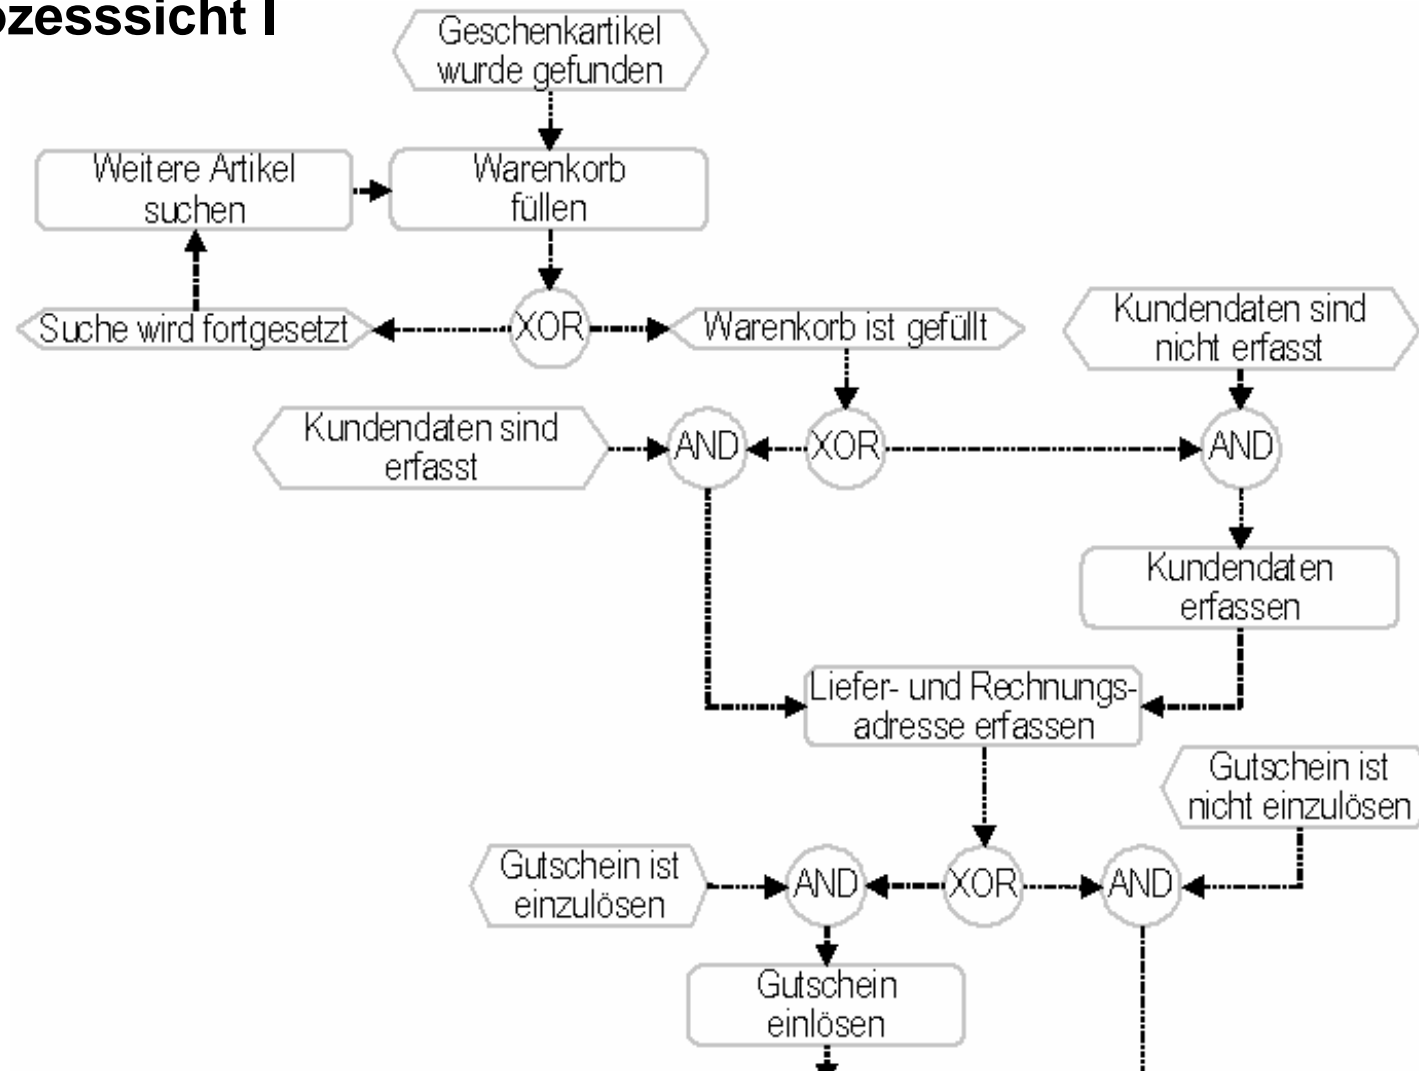 ozesssicht I
Geschenkartikel
wurde gefunden
Weitere Artikel
suchen
Warenkorb
füllen
Suche wird fortgesetzt
XOR
Warenkorb ist gefüllt
Kundendaten sind
nicht erfasst
Kundendaten sind
erfasst
AND
XOR
AND
Kundendaten
erfassen
Liefer- und Rechnungs-
adresse erfassen
Gutschein ist
nicht einzulösen
Gutschein ist
einzulösen
AND
XOR
AND
Gutschein
einlösen